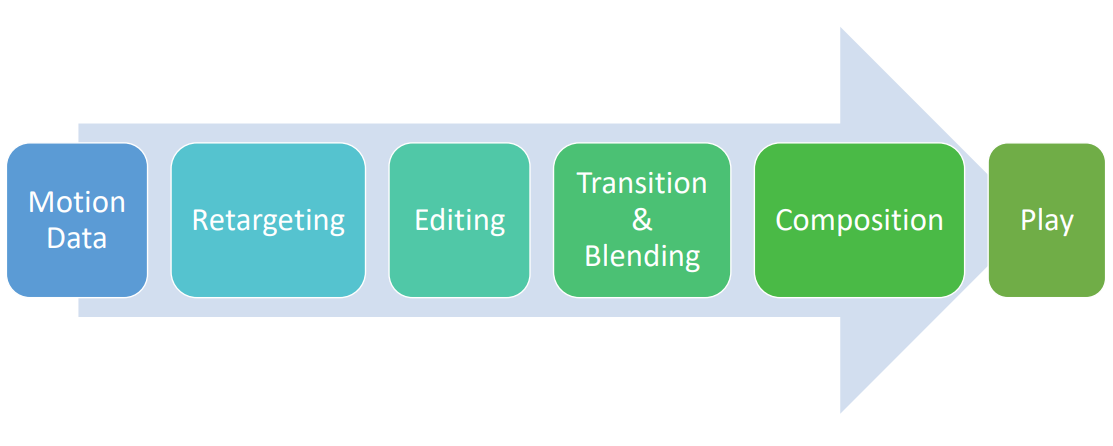 Motion
Data
Retargeting
Editing
Transition
&
Blending
Composition
Play